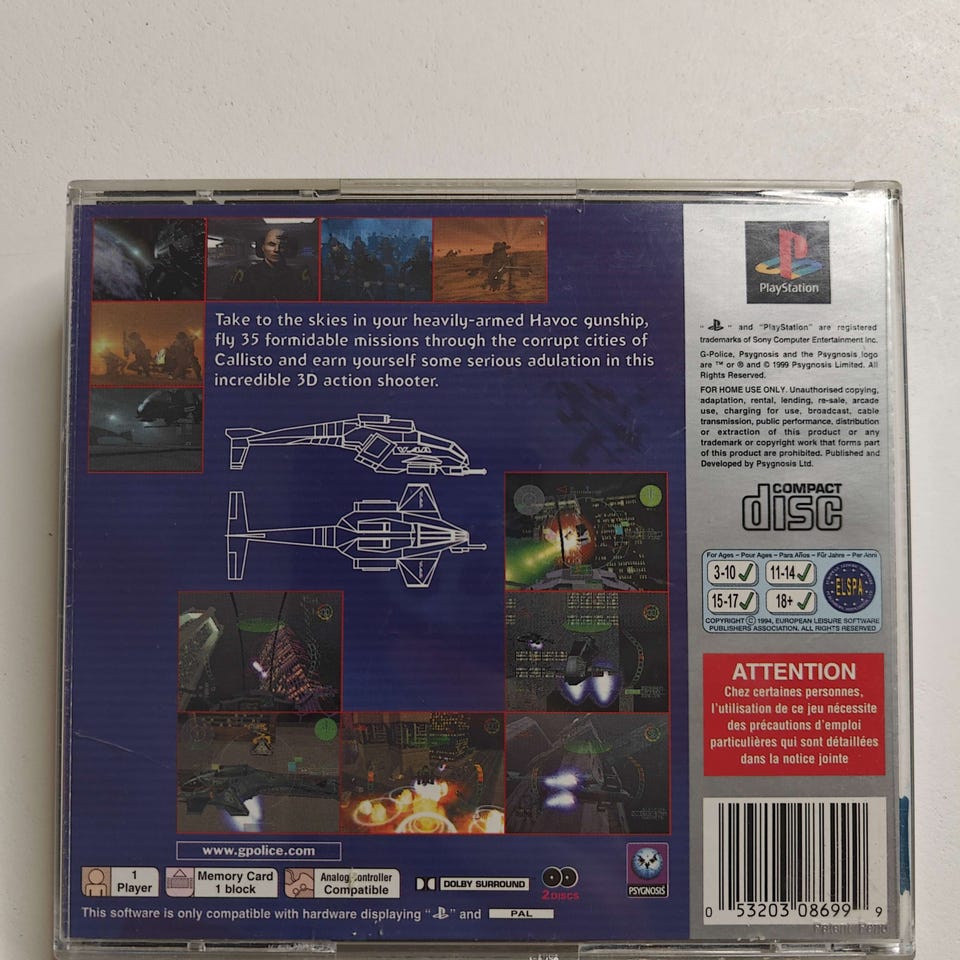 Take to the skies in your heavily-armed Havoc gunship,
fly 35 formidable missions through the corrupt cities of
Callisto and earn yourself some serious adulation in this
incredible 3D action shooter.
www.gpolice.com
1
Player
Memory Card
1 block
Analog Controller
Compatible
DOLBY SURROUND
2 DISCS
PSYGNOSIS
This software is only compatible with hardware displaying " " and PAL
PlayStation
" " and "PlayStation" are registered
trademarks of Sony Computer Entertainment Inc.
G-Police, Psygnosis and the Psygnosis logo
are ™ or ® and © 1999 Psygnosis Limited. All
Rights Reserved.
FOR HOME USE ONLY. Unauthorised copying,
adaptation, rental, lending, re-sale, arcade
use, charging for use, broadcast, cable
transmission, public performance, distribution
or extraction of this product or any
trademark or copyright work that forms part
of this product are prohibited. Published and
Developed by Psygnosis Ltd.
COMPACT
disc
For Ages – Pour Ages – Para Años – Für Jahre – Per Anni
3-10 ✓ 11-14 ✓
15-17 ✓ 18+ ✓
ELSPA
COPYRIGHT © 1994, EUROPEAN LEISURE SOFTWARE
PUBLISHERS ASSOCIATION. ALL RIGHTS RESERVED
ATTENTION
Chez certaines personnes,
l'utilisation de ce jeu nécessite
des précautions d'emploi
particulières qui sont détaillées
dans la notice jointe
0 53203 08699 9